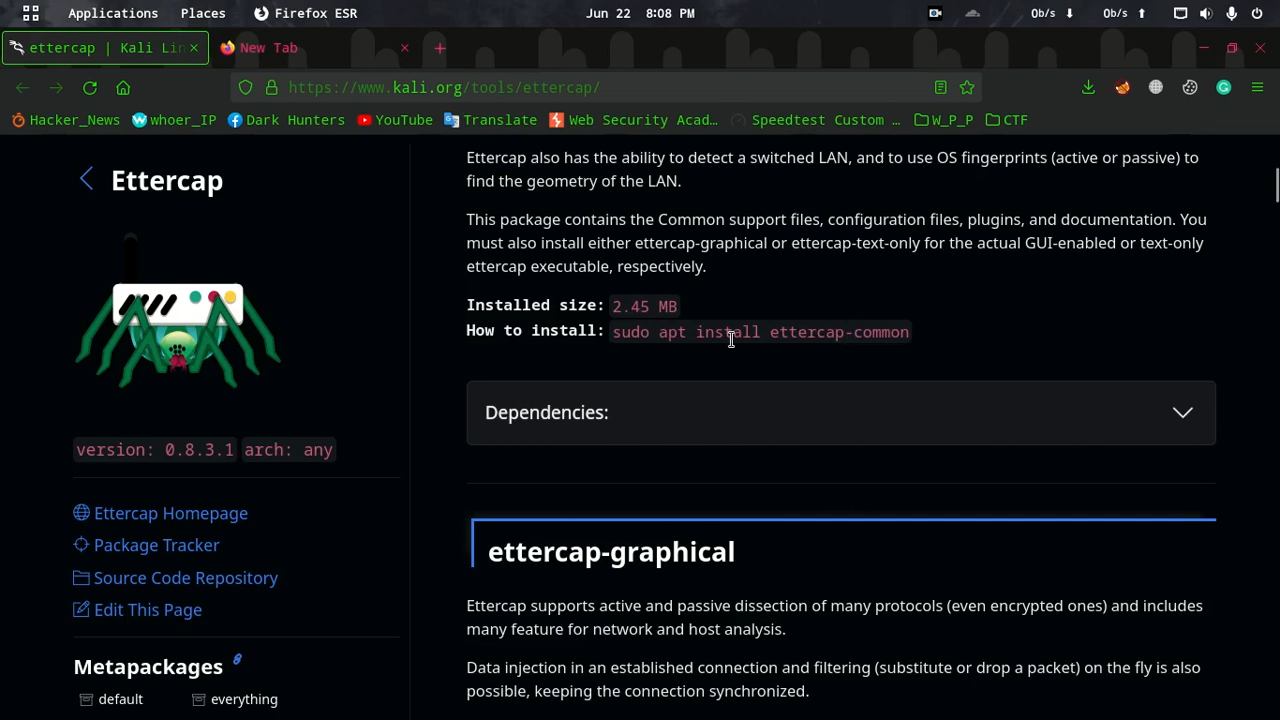 Applications Places Firefox ESR Jun 22 8:08 PM 0b/s 0b/s
ettercap | Kali Lin New Tab
https://www.kali.org/tools/ettercap/
Hacker_News whoer_IP Dark Hunters YouTube Translate Web Security Acad… Speedtest Custom … W_P_P CTF
Ettercap
version: 0.8.3.1 arch: any
Ettercap Homepage
Package Tracker
Source Code Repository
Edit This Page
Metapackages
default everything
Ettercap also has the ability to detect a switched LAN, and to use OS fingerprints (active or passive) to
find the geometry of the LAN.
This package contains the Common support files, configuration files, plugins, and documentation. You
must also install either ettercap-graphical or ettercap-text-only for the actual GUI-enabled or text-only
ettercap executable, respectively.
Installed size: 2.45 MB
How to install: sudo apt install ettercap-common
Dependencies:
ettercap-graphical
Ettercap supports active and passive dissection of many protocols (even encrypted ones) and includes
many feature for network and host analysis.
Data injection in an established connection and filtering (substitute or drop a packet) on the fly is also
possible, keeping the connection synchronized.